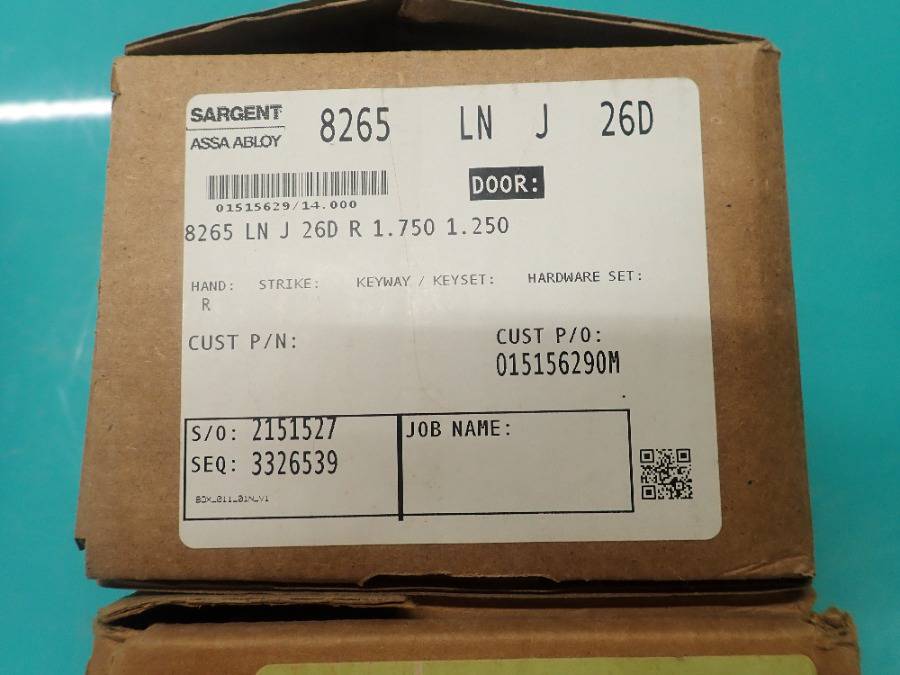 SARGENT
ASSA ABLOY
8265 LN J 26D
DOOR:
01515629/14.000
8265 LN J 26D R 1.750 1.250
HAND: STRIKE: KEYWAY / KEYSET: HARDWARE SET:
R
CUST P/N:
CUST P/O:
015156290M
S/O: 2151527
SEQ: 3326539
JOB NAME:
BOX_011_01N_V1